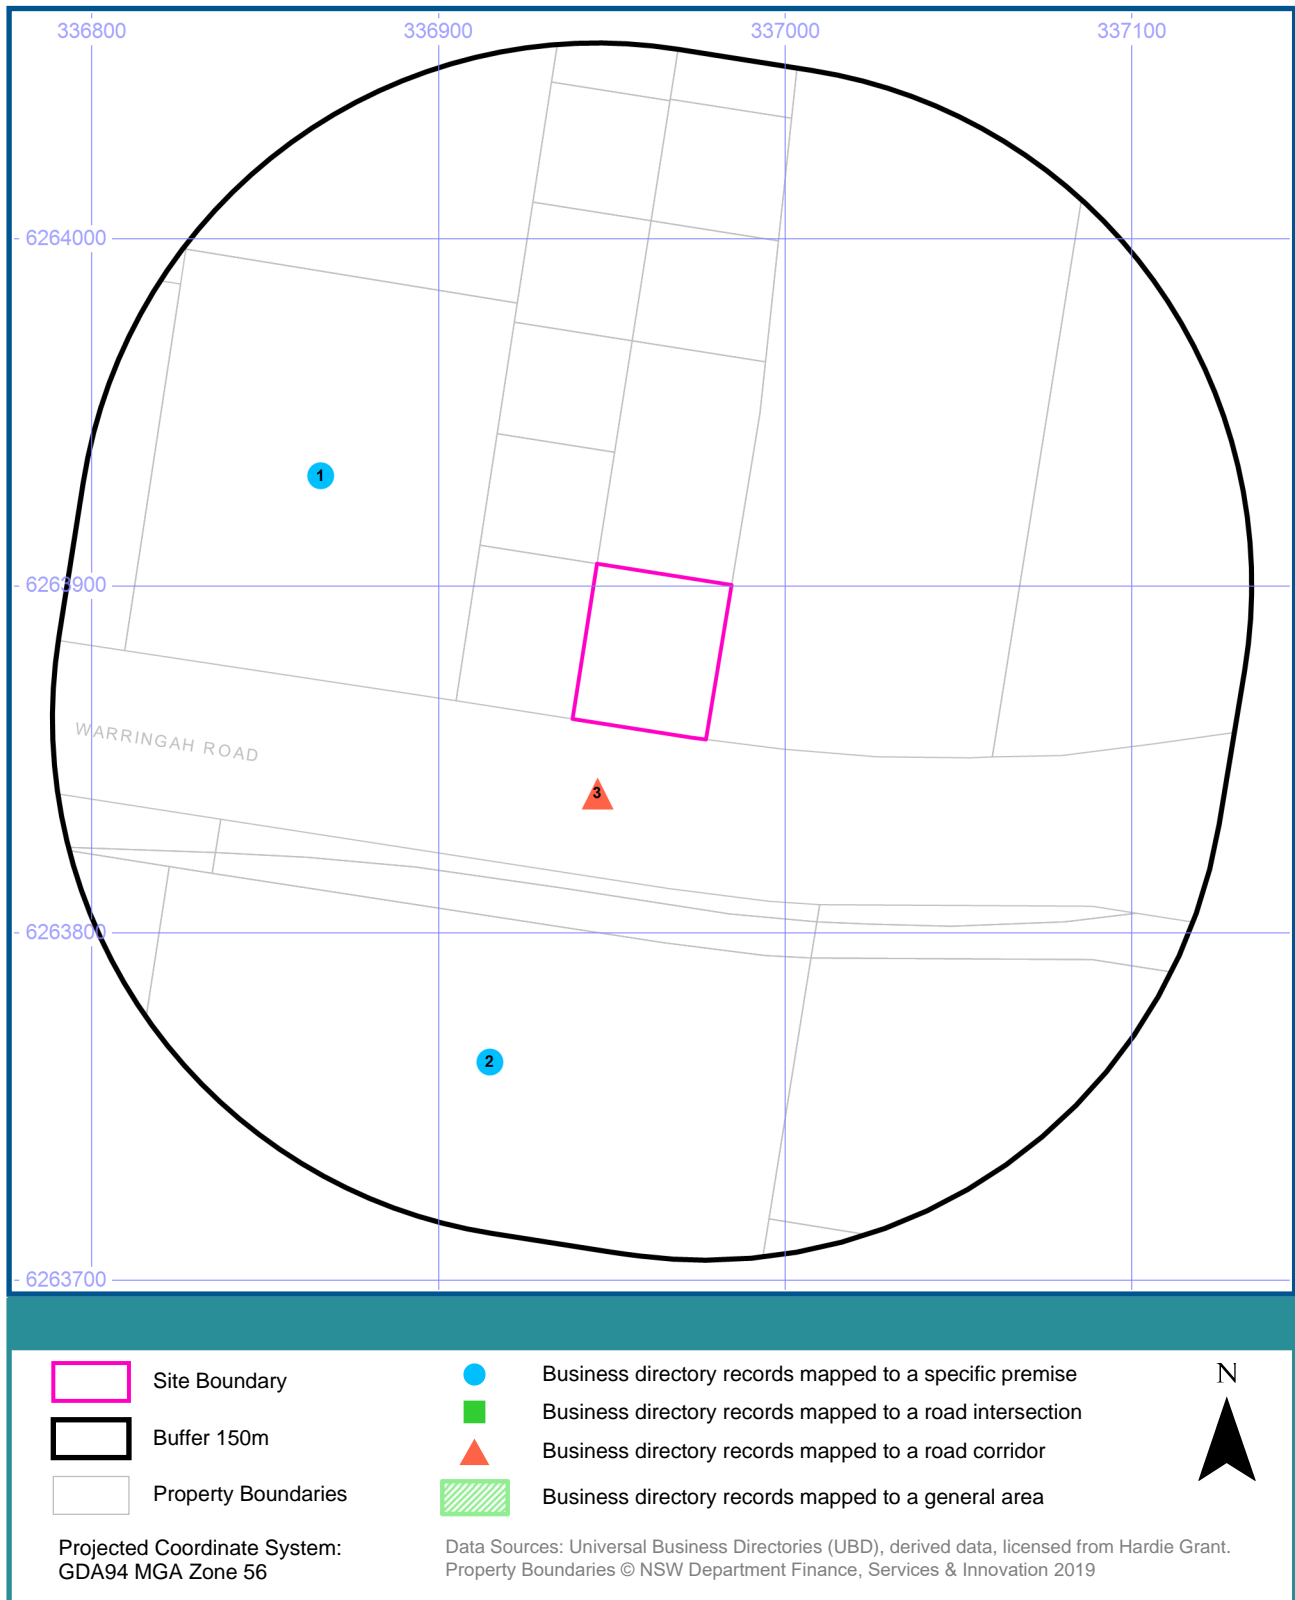 336800 336900 337000 337100
6264000
1
6263900
WARRINGAH ROAD
3
6263800
2
6263700
Site Boundary
Buffer 150m
Property Boundaries
Business directory records mapped to a specific premise
Business directory records mapped to a road intersection
Business directory records mapped to a road corridor
Business directory records mapped to a general area
N
Projected Coordinate System:
GDA94 MGA Zone 56
Data Sources: Universal Business Directories (UBD), derived data, licensed from Hardie Grant.
Property Boundaries © NSW Department Finance, Services & Innovation 2019